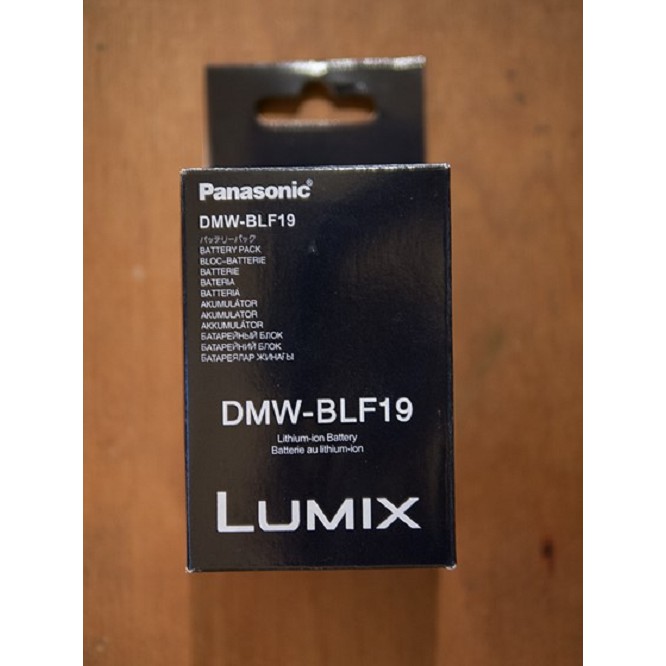 Panasonic®
DMW-BLF19
バッテリーパック
BATTERY PACK
BLOC-BATTERIE
BATTERIE
BATERIA
BATTERIA
AKUMULÁTOR
AKUMULATOR
AKKUMULÁTOR
БАТАРЕЙНЫЙ БЛОК
БАТАРЕЙНИЙ БЛОК
БАТАРЕЯЛАР ЖИНАҒЫ
DMW-BLF19
Lithium-ion Battery
Batterie au lithium-ion
LUMIX